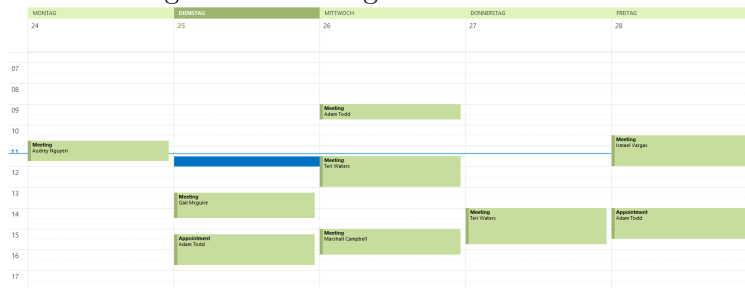 MONTAG DIENSTAG MITTWOCH DONNERSTAG FREITAG
24 25 26 27 28
07
08
09
Meeting
Adam Todd
10
Meeting
Audrey Nguyen
Meeting
Ismael Vargas
11
Meeting
Teri Waters
12
13
Meeting
Gail Mcguire
14
Meeting
Teri Waters
Appointment
Adam Todd
15
Meeting
Marshall Campbell
Appointment
Adam Todd
16
17